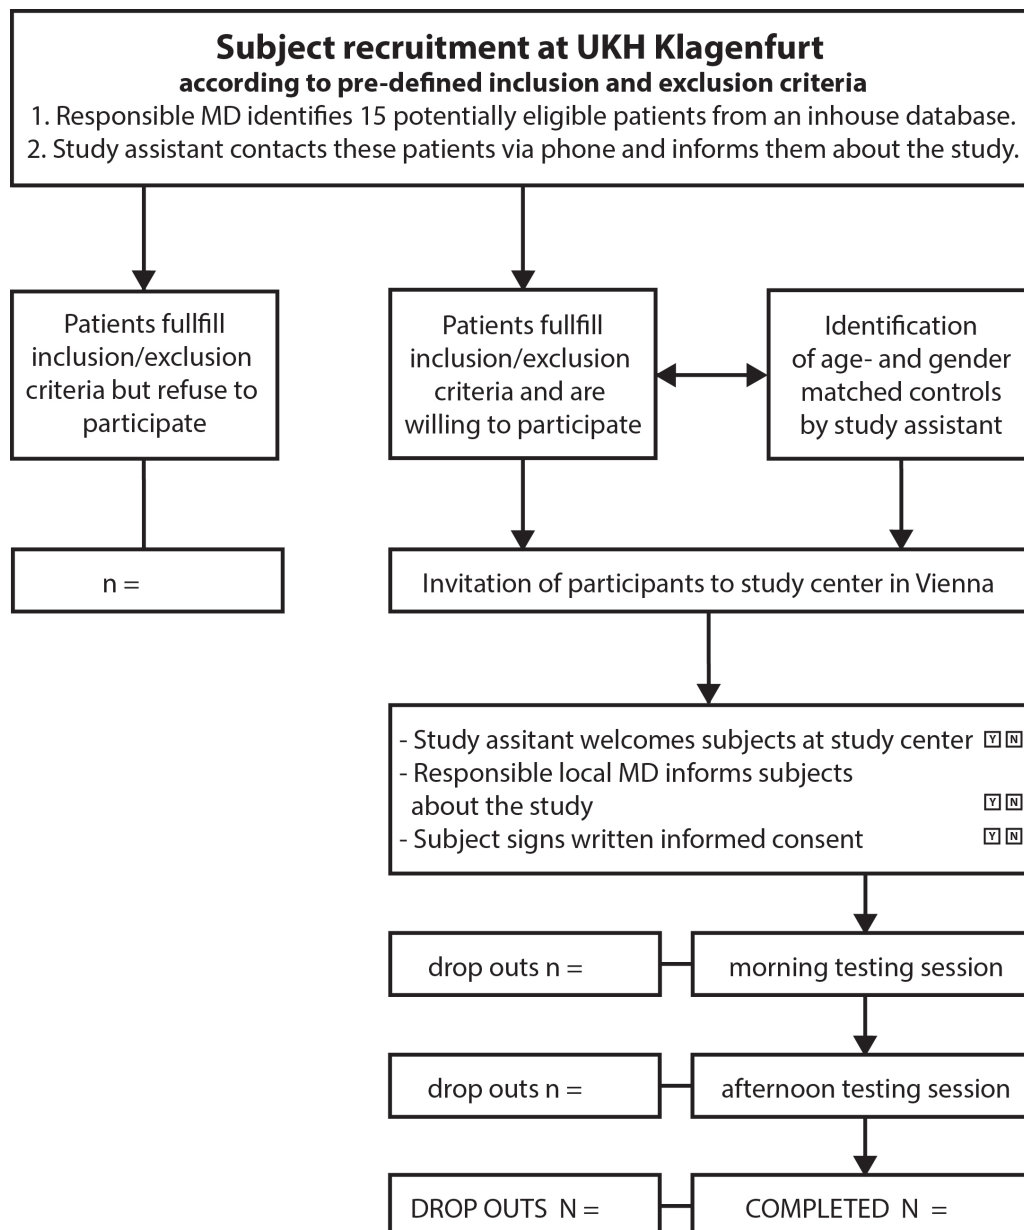 Subject recruitment at UKH Klagenfurt
according to pre-defined inclusion and exclusion criteria
1. Responsible MD identifies 15 potentially eligible patients from an inhouse database.
2. Study assistant contacts these patients via phone and informs them about the study.
Patients fullfill
inclusion/exclusion
criteria but refuse to
participate
Patients fullfill
inclusion/exclusion
criteria and are
willing to participate
Identification
of age- and gender
matched controls
by study assistant
n =
Invitation of participants to study center in Vienna
- Study assitant welcomes subjects at study center Y N
- Responsible local MD informs subjects
about the study Y N
- Subject signs written informed consent Y N
drop outs n =
morning testing session
drop outs n =
afternoon testing session
DROP OUTS N =
COMPLETED N =